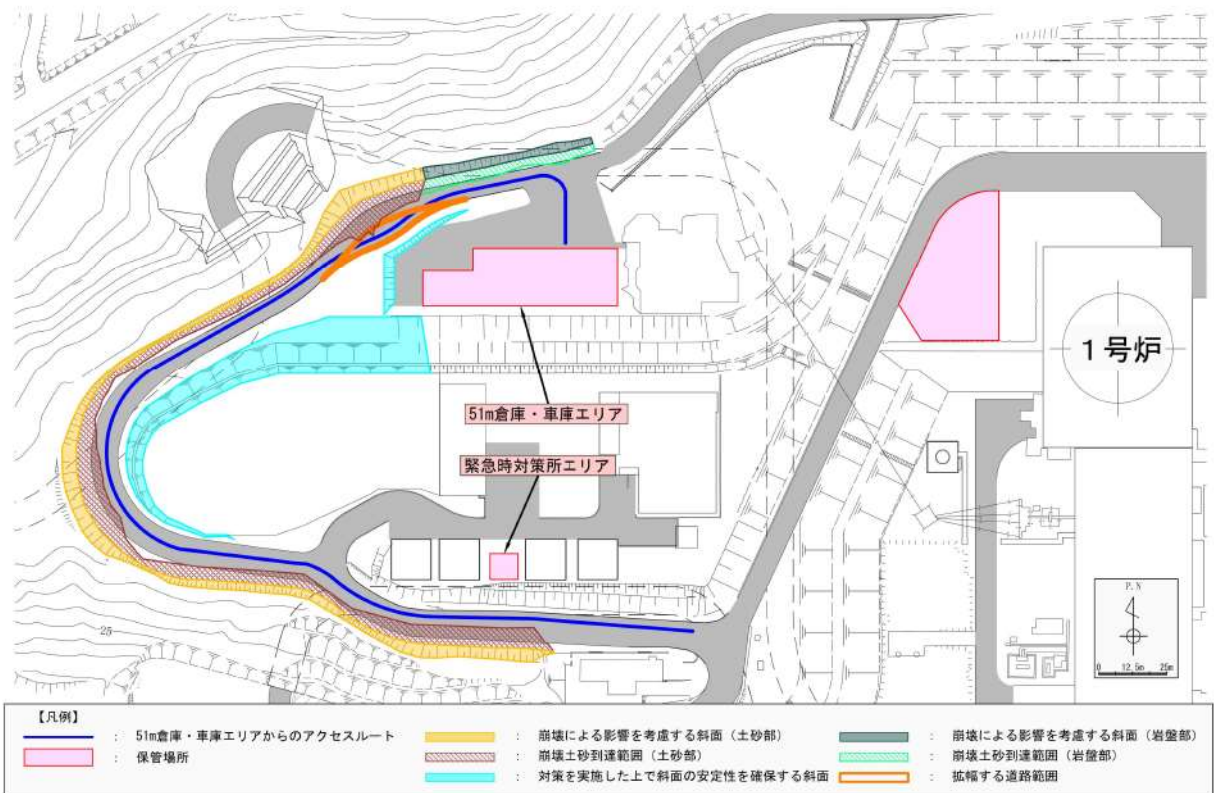 1号炉
51m倉庫・車庫エリア
緊急時対策所エリア
25
P.N
0 12.5m 25m
【凡例】
: 51m倉庫・車庫エリアからのアクセスルート
: 保管場所
: 崩壊による影響を考慮する斜面（土砂部）
: 崩壊土砂到達範囲（土砂部）
: 対策を実施した上で斜面の安定性を確保する斜面
: 崩壊による影響を考慮する斜面（岩盤部）
: 崩壊土砂到達範囲（岩盤部）
: 拡幅する道路範囲